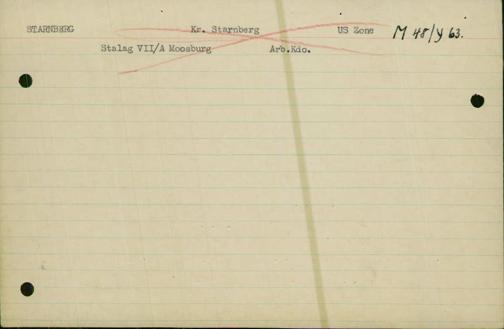 STARNBERG Kr. Starnberg US Zone M 48/Y 63.
Stalag VII/A Moosburg Arb.Kdo.